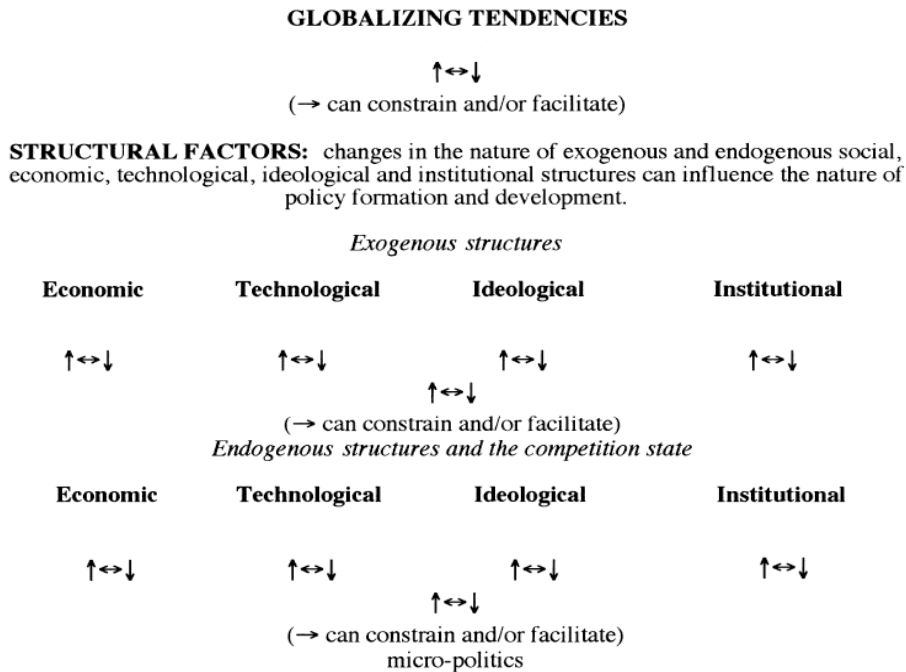 GLOBALIZING TENDENCIES
↑↔↓
(→ can constrain and/or facilitate)
STRUCTURAL FACTORS: changes in the nature of exogenous and endogenous social,
economic, technological, ideological and institutional structures can influence the nature of
policy formation and development.
Exogenous structures
Economic Technological Ideological Institutional
↑↔↓ ↑↔↓ ↑↔↓ ↑↔↓
↑↔↓
(→ can constrain and/or facilitate)
Endogenous structures and the competition state
Economic Technological Ideological Institutional
↑↔↓ ↑↔↓ ↑↔↓ ↑↔↓
↑↔↓
(→ can constrain and/or facilitate)
micro-politics